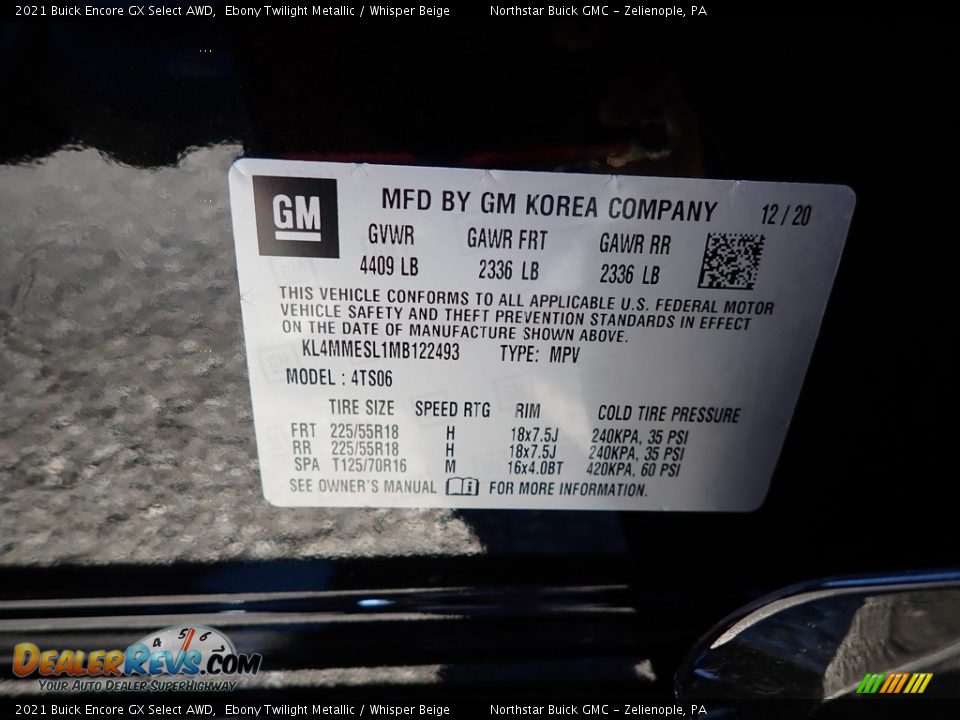 2021 Buick Encore GX Select AWD, Ebony Twilight Metallic / Whisper Beige Northstar Buick GMC - Zelienople, PA
GM MFD BY GM KOREA COMPANY 12/20
GVWR GAWR FRT GAWR RR
4409 LB 2336 LB 2336 LB
THIS VEHICLE CONFORMS TO ALL APPLICABLE U.S. FEDERAL MOTOR
VEHICLE SAFETY AND THEFT PREVENTION STANDARDS IN EFFECT
ON THE DATE OF MANUFACTURE SHOWN ABOVE.
KL4MMESL1MB122493 TYPE: MPV
MODEL : 4TS06
TIRE SIZE SPEED RTG RIM COLD TIRE PRESSURE
FRT 225/55R18 H 18x7.5J 240KPA, 35 PSI
RR 225/55R18 H 18x7.5J 240KPA, 35 PSI
SPA T125/70R16 M 16x4.0BT 420KPA, 60 PSI
SEE OWNER'S MANUAL FOR MORE INFORMATION.
4 5 6
DEALERREVS.COM
YOUR AUTO DEALER SUPERHIGHWAY
2021 Buick Encore GX Select AWD, Ebony Twilight Metallic / Whisper Beige Northstar Buick GMC - Zelienople, PA